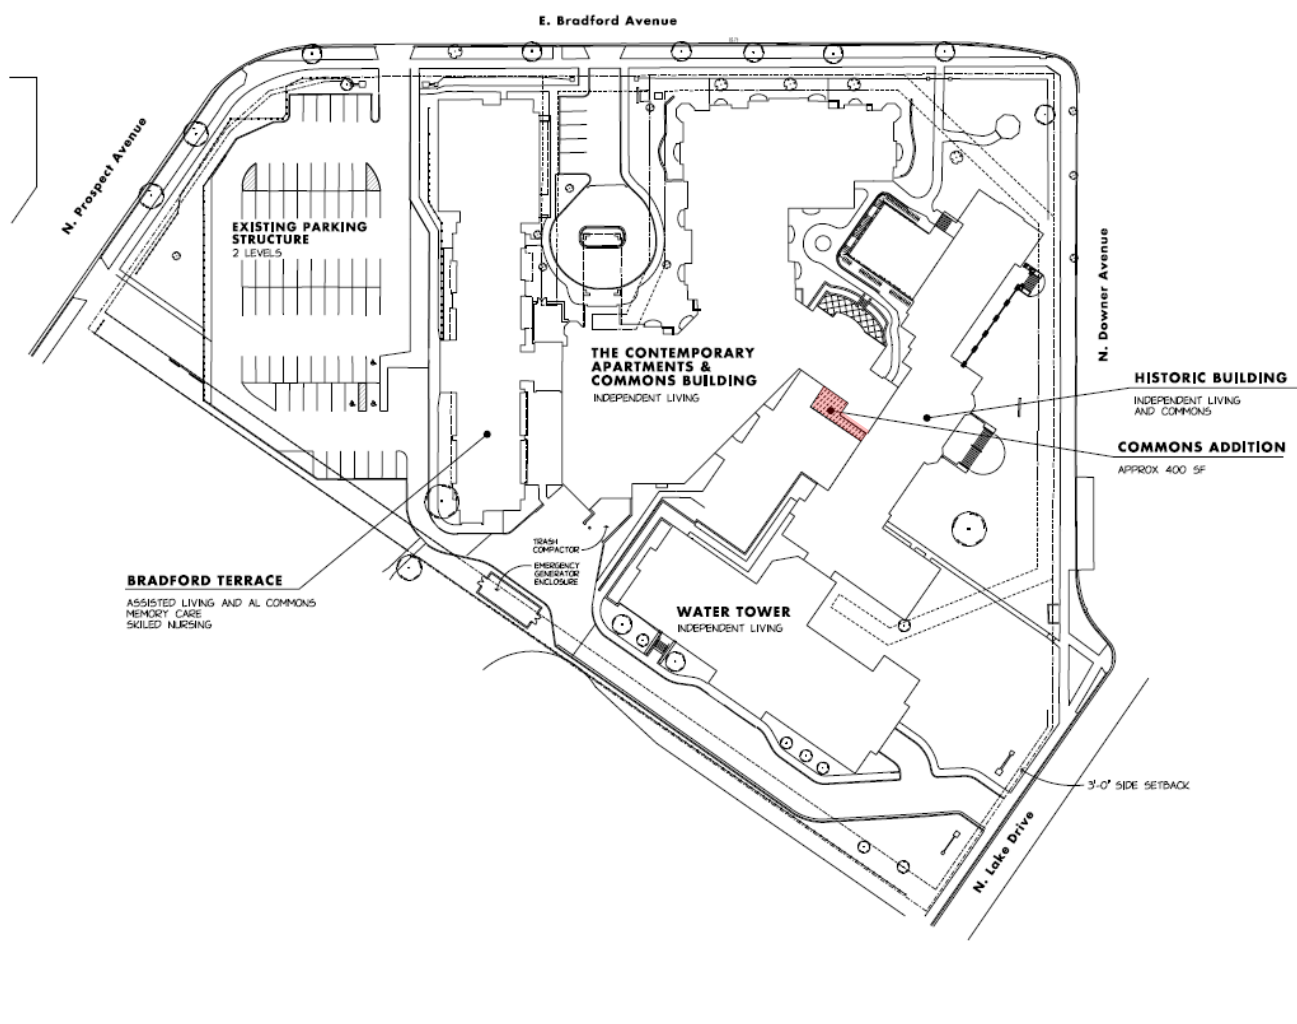 E. Bradford Avenue
N. Prospect Avenue
EXISTING PARKING
STRUCTURE
2 LEVELS
N. Downer Avenue
THE CONTEMPORARY
APARTMENTS &
COMMONS BUILDING
INDEPENDENT LIVING
HISTORIC BUILDING
INDEPENDENT LIVING
AND COMMONS
COMMONS ADDITION
APPROX 400 SF
TRASH
COMPACTOR
EMERGENCY
GENERATOR
ENCLOSURE
BRADFORD TERRACE
ASSISTED LIVING AND AL COMMONS
MEMORY CARE
SKILED NURSING
WATER TOWER
INDEPENDENT LIVING
3'-0" SIDE SETBACK
N. Lake Drive